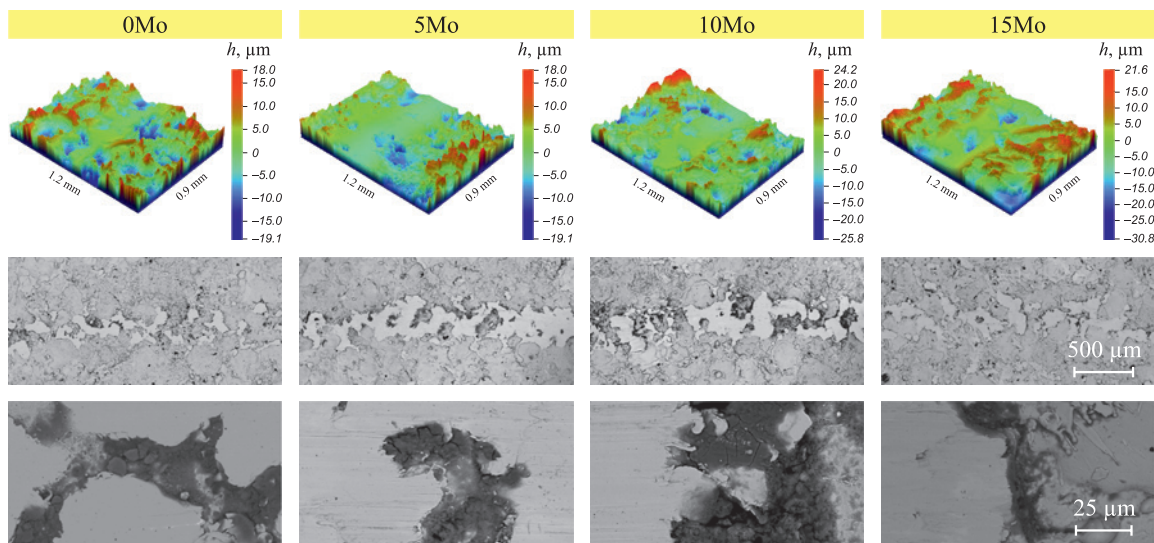 0Mo
5Mo
10Mo
15Mo
h, µm
18.0
15.0
10.0
5.0
0
–5.0
–10.0
–15.0
–19.1
1.2 mm
0.9 mm
h, µm
18.0
15.0
10.0
5.0
0
–5.0
–10.0
–15.0
–19.1
1.2 mm
0.9 mm
h, µm
24.2
20.0
15.0
10.0
5.0
0
–5.0
–10.0
–15.0
–20.0
–25.8
1.2 mm
0.9 mm
h, µm
21.6
15.0
10.0
5.0
0
–5.0
–10.0
–15.0
–20.0
–25.0
–30.8
1.2 mm
0.9 mm
500 µm
25 µm